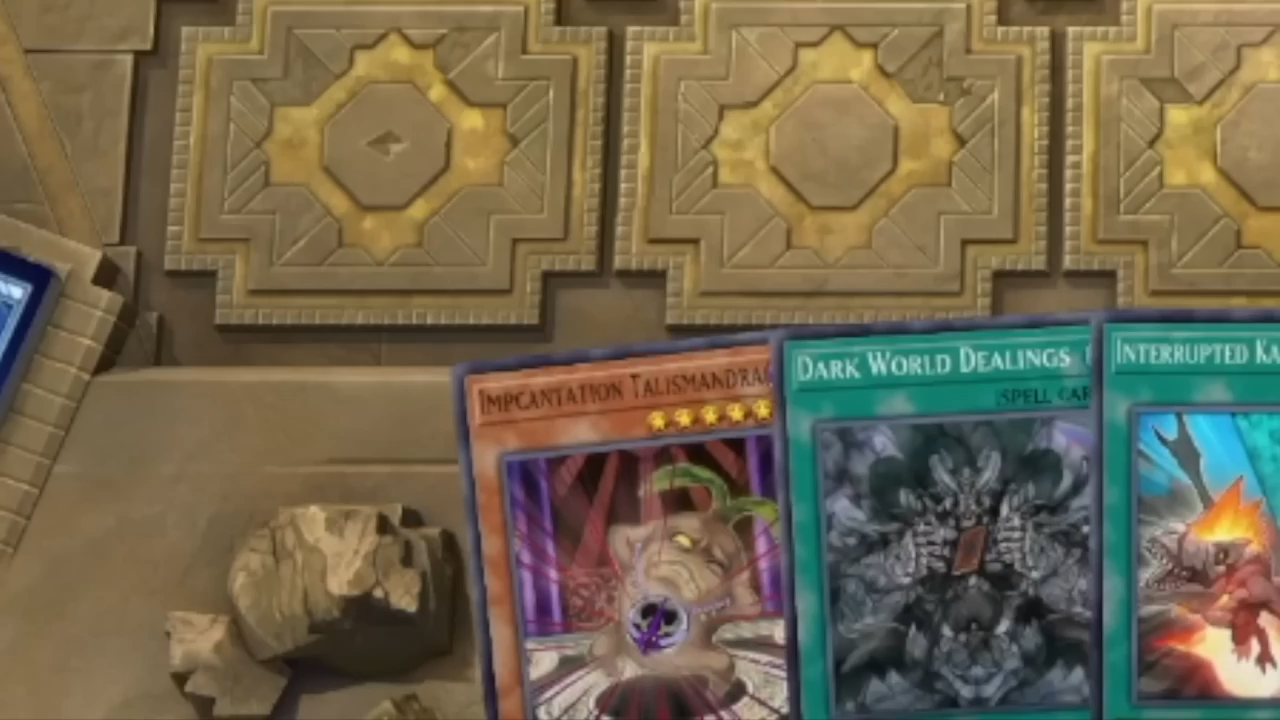 IMPCANTATION TALISMANDRA
DARK WORLD DEALINGS
[SPELL CAR
INTERRUPTED KA